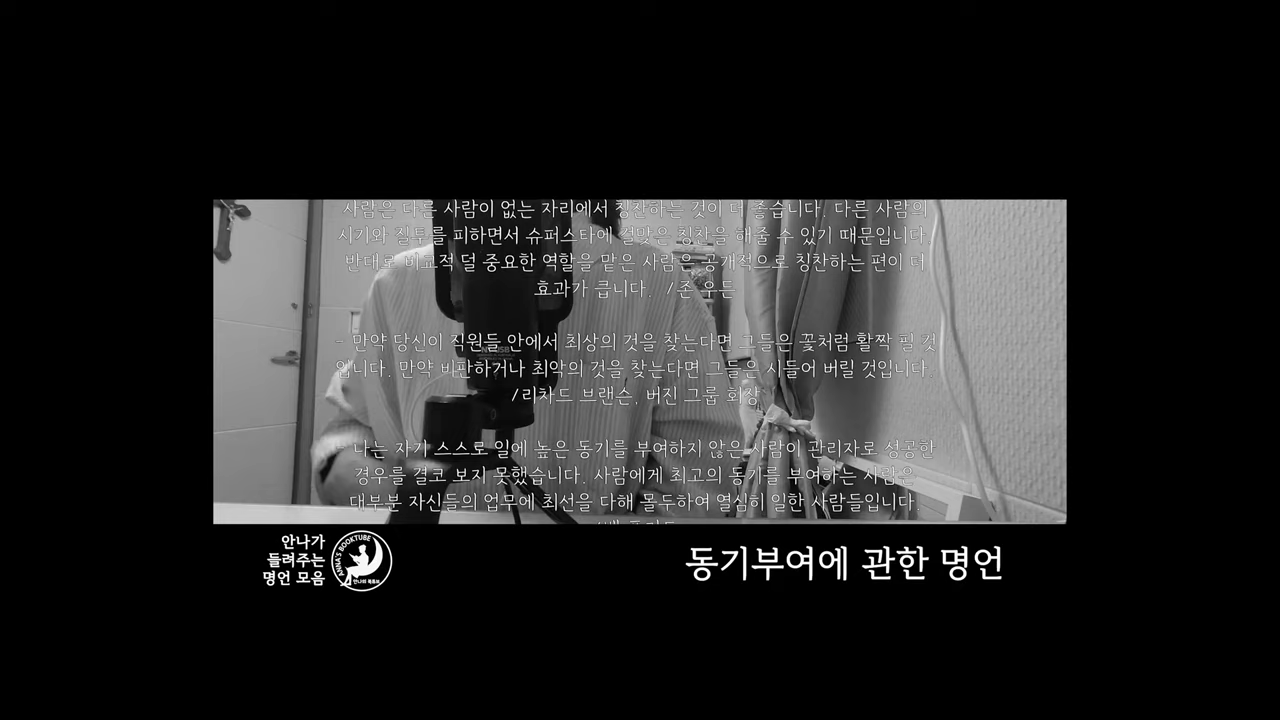 사람은 다른 사람이 없는 자리에서 칭찬하는 것이 더 좋습니다. 다른 사람의
시기와 질투를 피하면서 슈퍼스타에 걸맞은 칭찬을 해줄 수 있기 때문입니다.
반대로 비교적 덜 중요한 역할을 맡은 사람은 공개적으로 칭찬하는 편이 더
효과가 큽니다. /존 우든
- 만약 당신이 직원들 안에서 최상의 것을 찾는다면 그들은 꽃처럼 활짝 필 것
입니다. 만약 비판하거나 최악의 것을 찾는다면 그들은 시들어 버릴 것입니다.
/리차드 브랜슨, 버진 그룹 회장
- 나는 자기 스스로 일에 높은 동기를 부여하지 않은 사람이 관리자로 성공한
경우를 결코 보지 못했습니다. 사람에게 최고의 동기를 부여하는 사람은
대부분 자신들의 업무에 최선을 다해 몰두하여 열심히 일한 사람들입니다.
안나가
들려주는
명언 모음
ANNA'S BOOKTUBE
안나의 북튜브
동기부여에 관한 명언